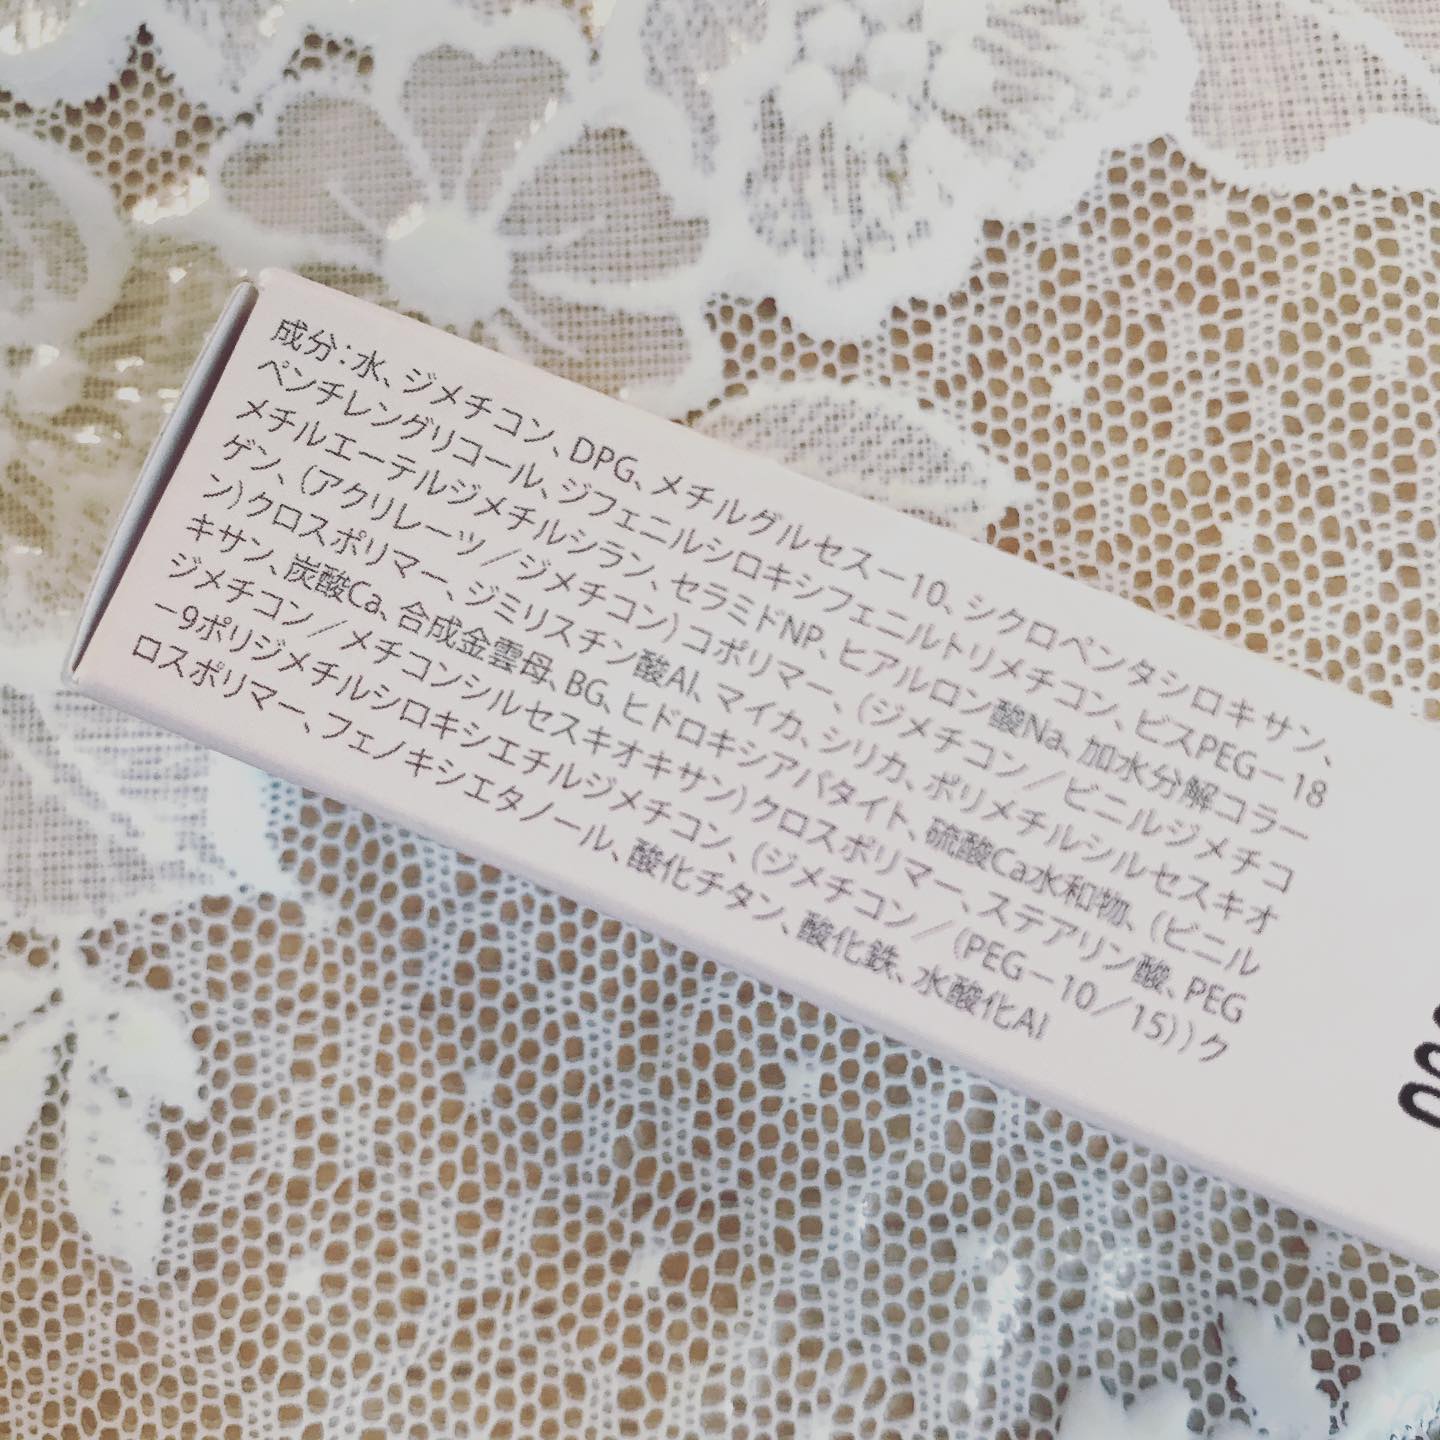 成分：水、ジメチコン、DPG、メチルグルセス－10、シクロペンタシロキサン、
ペンチレングリコール、ジフェニルシロキシフェニルトリメチコン、ビスPEG－18
メチルエーテルジメチルシラン、セラミドNP、ヒアルロン酸Na、加水分解コラー
ゲン、（アクリレーツ／ジメチコン）コポリマー、（ジメチコン／ビニルジメチコ
ン）クロスポリマー、ジミリスチン酸Al、マイカ、シリカ、ポリメチルシルセスキオ
キサン、炭酸Ca、合成金雲母、BG、ヒドロキシアパタイト、硫酸Ca水和物、（ビニル
ジメチコン／メチコンシルセスキオキサン）クロスポリマー、ステアリン酸、PEG
－9ポリジメチルシロキシエチルジメチコン、（ジメチコン／（PEG－10／15））ク
ロスポリマー、フェノキシエタノール、酸化チタン、酸化鉄、水酸化Al